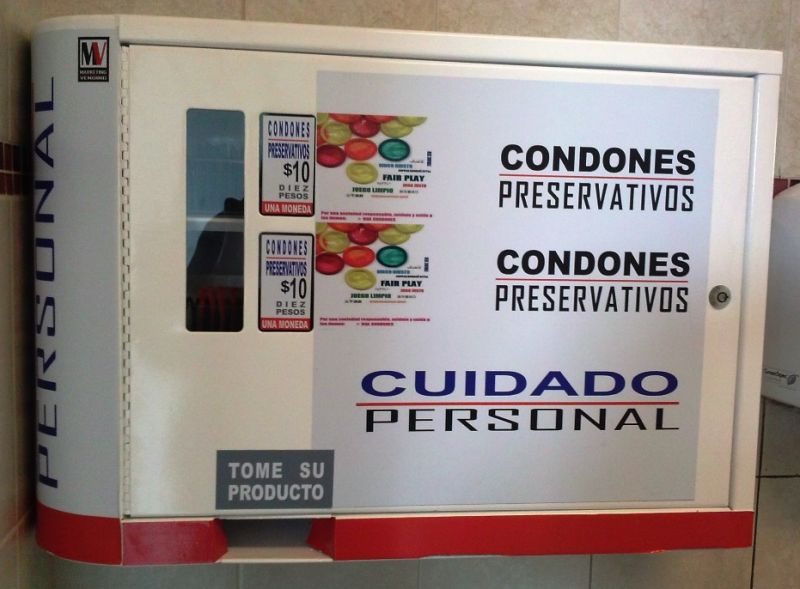 MV
MARKETING
VENDING
PERSONAL
CONDONES
PRESERVATIVOS
$10
DIEZ
PESOS
UNA MONEDA
FAIR PLAY
JUEGO LIMPIO
CONDONES
PRESERVATIVOS
CONDONES
PRESERVATIVOS
$10
DIEZ
PESOS
UNA MONEDA
FAIR PLAY
JUEGO LIMPIO
CONDONES
PRESERVATIVOS
CUIDADO
PERSONAL
TOME SU
PRODUCTO